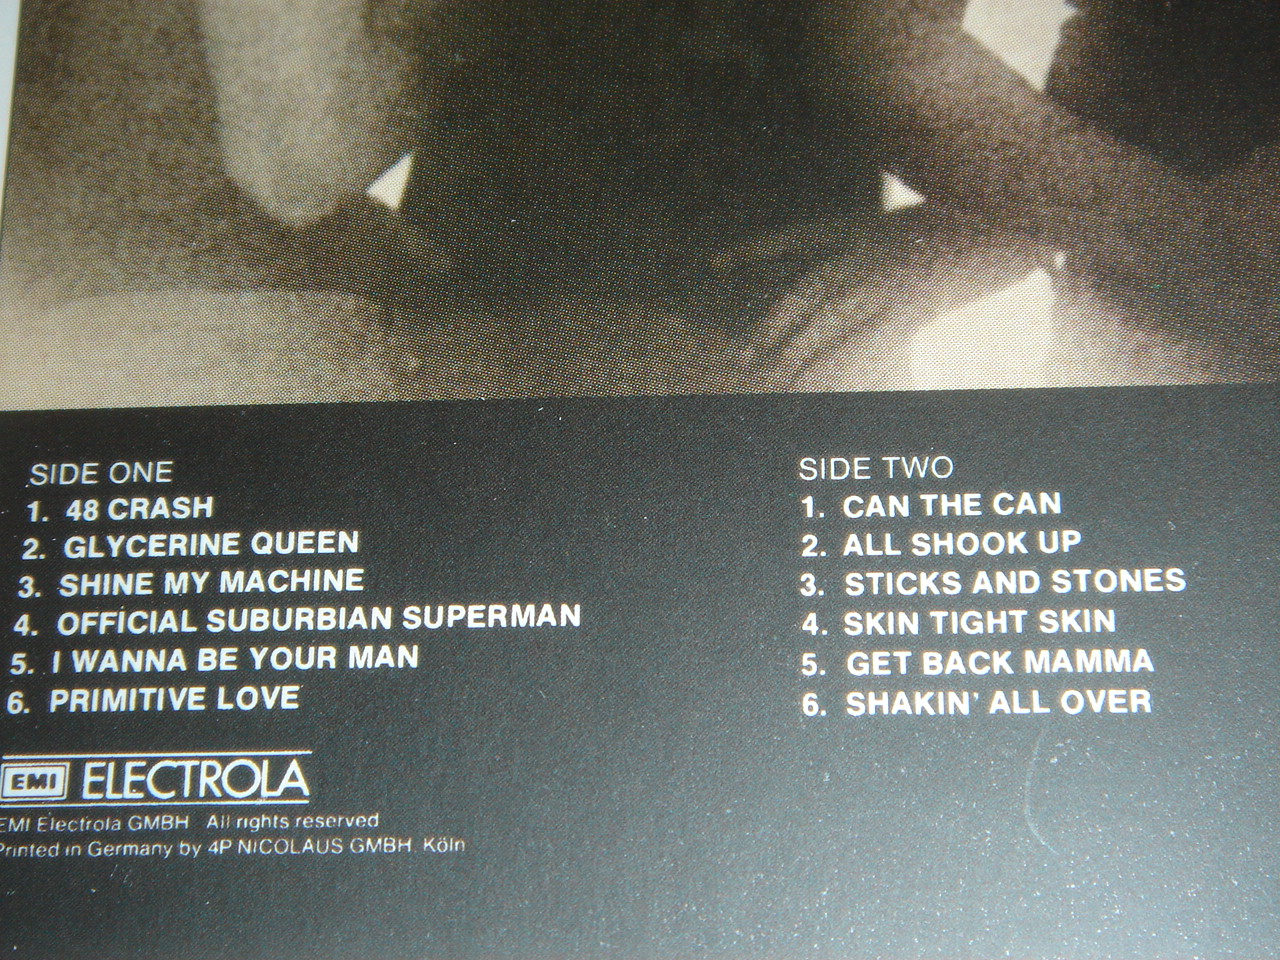 SIDE ONE
1. 48 CRASH
2. GLYCERINE QUEEN
3. SHINE MY MACHINE
4. OFFICIAL SUBURBIAN SUPERMAN
5. I WANNA BE YOUR MAN
6. PRIMITIVE LOVE
SIDE TWO
1. CAN THE CAN
2. ALL SHOOK UP
3. STICKS AND STONES
4. SKIN TIGHT SKIN
5. GET BACK MAMMA
6. SHAKIN' ALL OVER
EMI ELECTROLA
EMI Electrola GMBH All rights reserved
Printed in Germany by 4P NICOLAUS GMBH, Köln